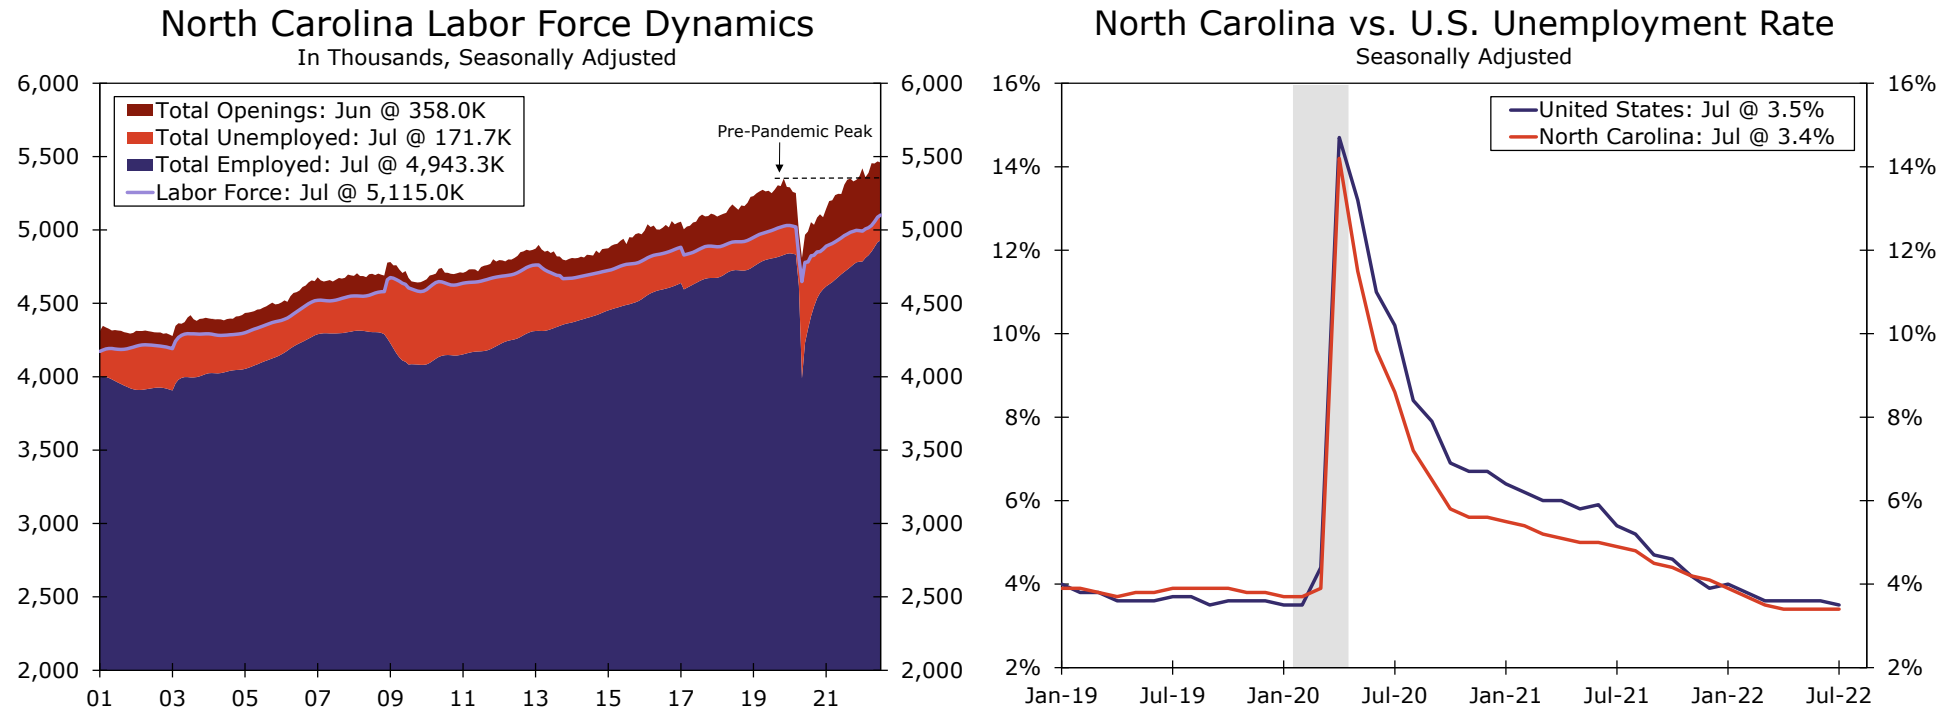 North Carolina Labor Force Dynamics
In Thousands, Seasonally Adjusted
6,000
5,500
5,000
4,500
4,000
3,500
3,000
2,500
2,000
6,000
5,500
5,000
4,500
4,000
3,500
3,000
2,500
2,000
01 03 05 07 09 11 13 15 17 19 21
Total Openings: Jun @ 358.0K
Total Unemployed: Jul @ 171.7K
Total Employed: Jul @ 4,943.3K
Labor Force: Jul @ 5,115.0K
Pre-Pandemic Peak
North Carolina vs. U.S. Unemployment Rate
Seasonally Adjusted
16%
14%
12%
10%
8%
6%
4%
2%
16%
14%
12%
10%
8%
6%
4%
2%
Jan-19 Jul-19 Jan-20 Jul-20 Jan-21 Jul-21 Jan-22 Jul-22
United States: Jul @ 3.5%
North Carolina: Jul @ 3.4%